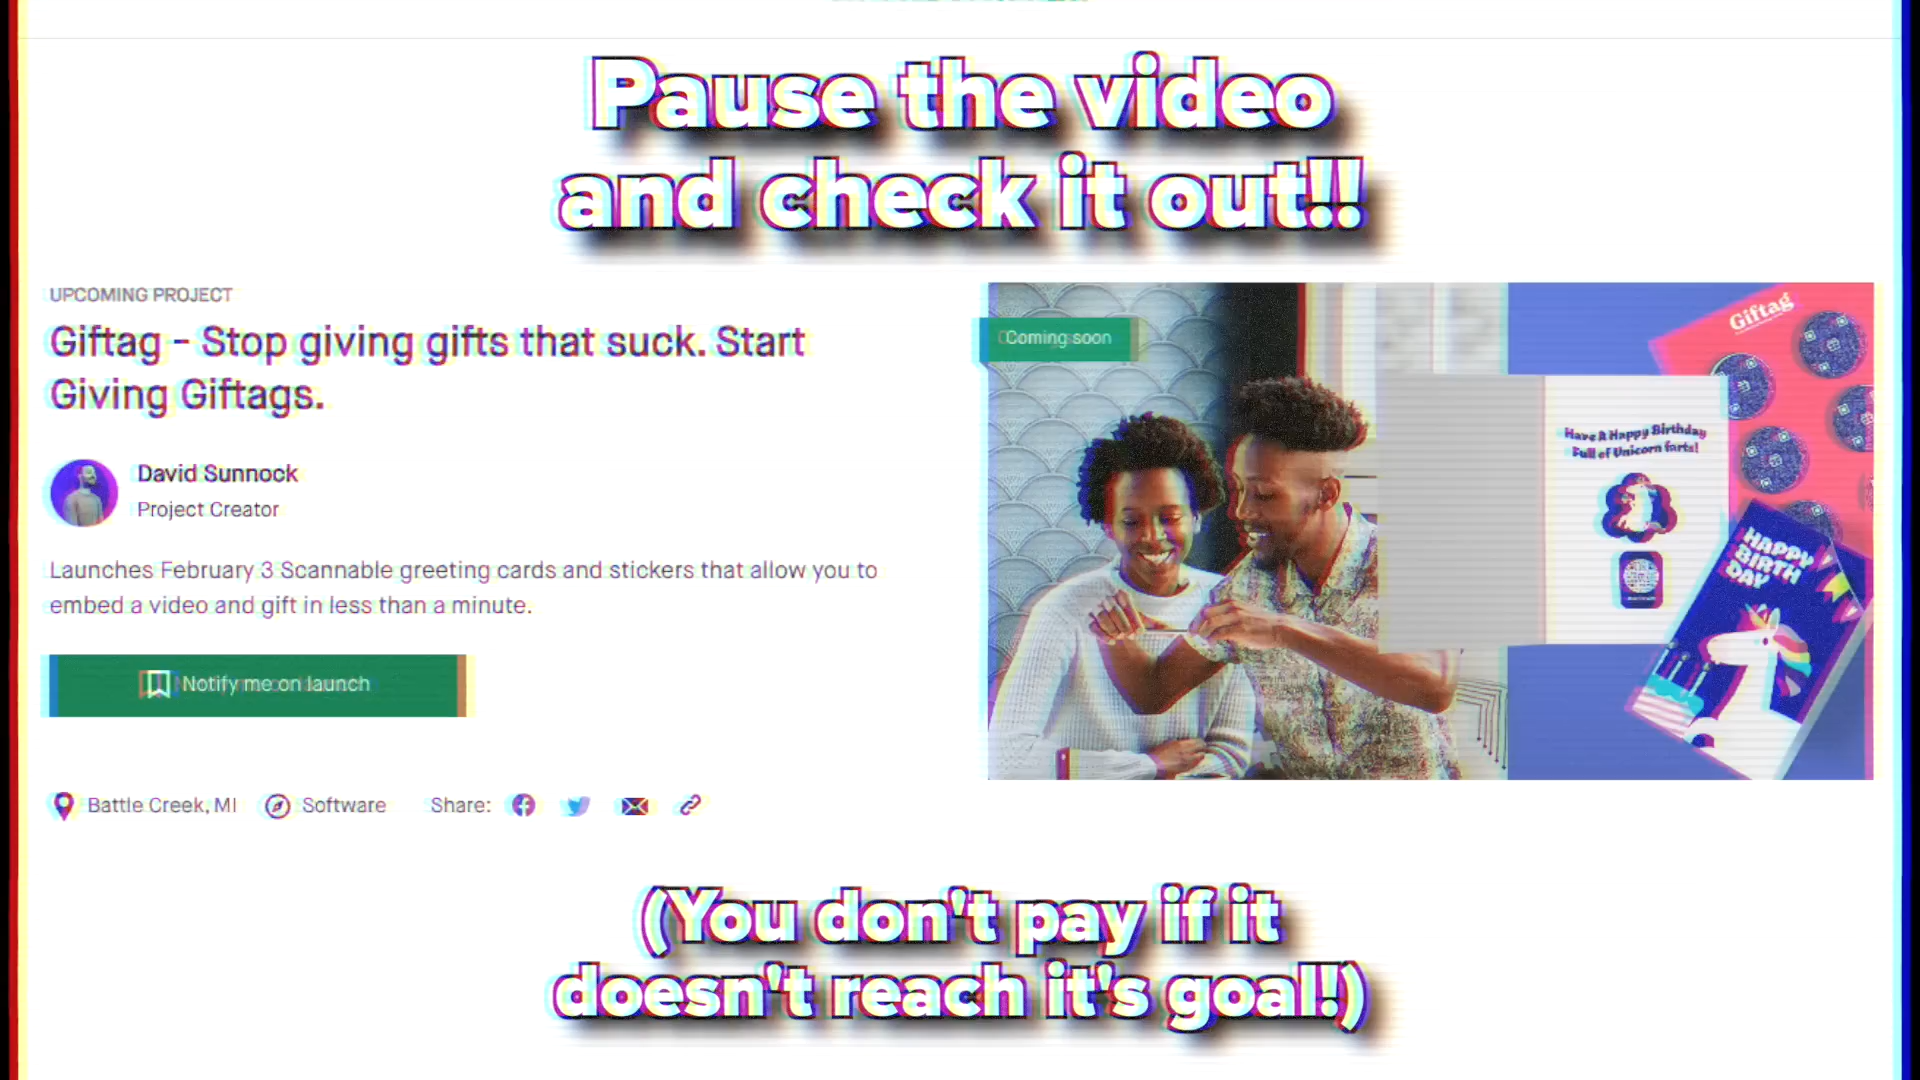 Pause the video
and check it out!!
UPCOMING PROJECT
Giftag - Stop giving gifts that suck. Start
Giving Giftags.
David Sunnock
Project Creator
Launches February 3 Scannable greeting cards and stickers that allow you to
embed a video and gift in less than a minute.
Notify me on launch
Battle Creek, MI
Software
Share:
Coming soon
Giftag
Have A Happy Birthday
Full of Unicorn farts!
HAPPY
BIRTH
DAY
(You don't pay if it
doesn't reach it's goal!)